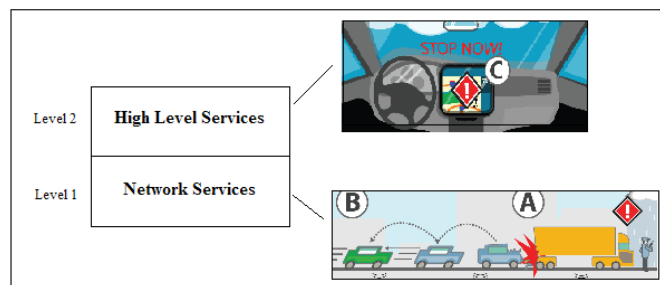 STOP NOW!
C
Level 2
High Level Services
Level 1
Network Services
B
A